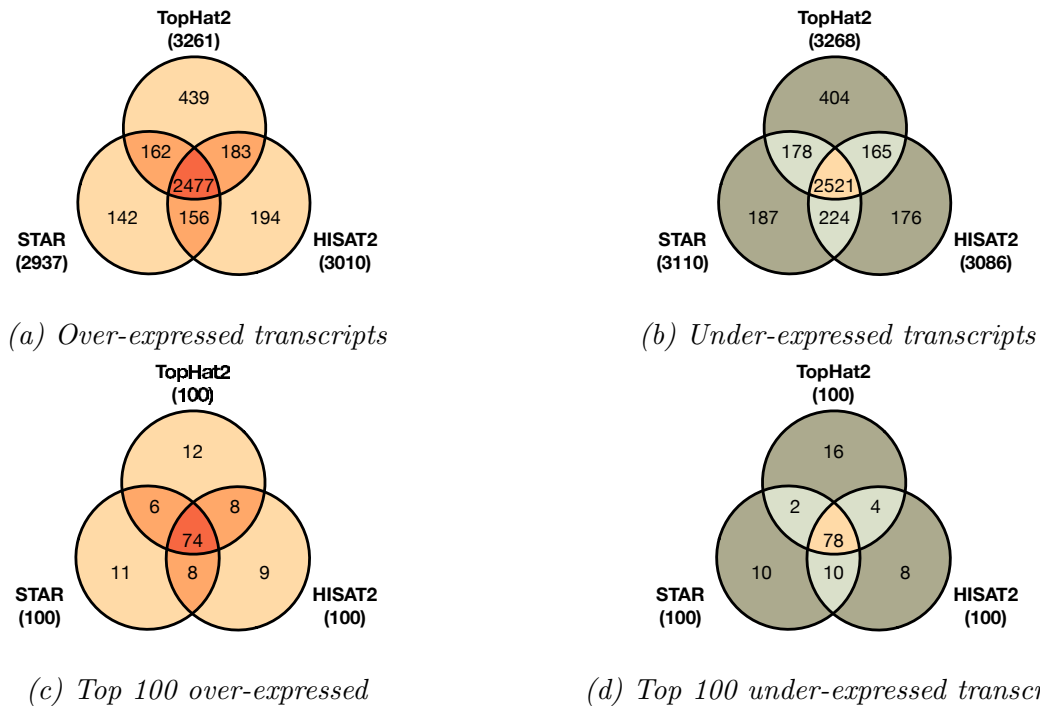 TopHat2
(3261)
439
162
183
2477
142
156
194
STAR
(2937)
HISAT2
(3010)
(a) Over-expressed transcripts
TopHat2
(3268)
404
178
165
2521
187
224
176
STAR
(3110)
HISAT2
(3086)
(b) Under-expressed transcripts
TopHat2
(100)
12
6
8
74
11
8
9
STAR
(100)
HISAT2
(100)
(c) Top 100 over-expressed
TopHat2
(100)
16
2
4
78
10
10
8
STAR
(100)
HISAT2
(100)
(d) Top 100 under-expressed transc